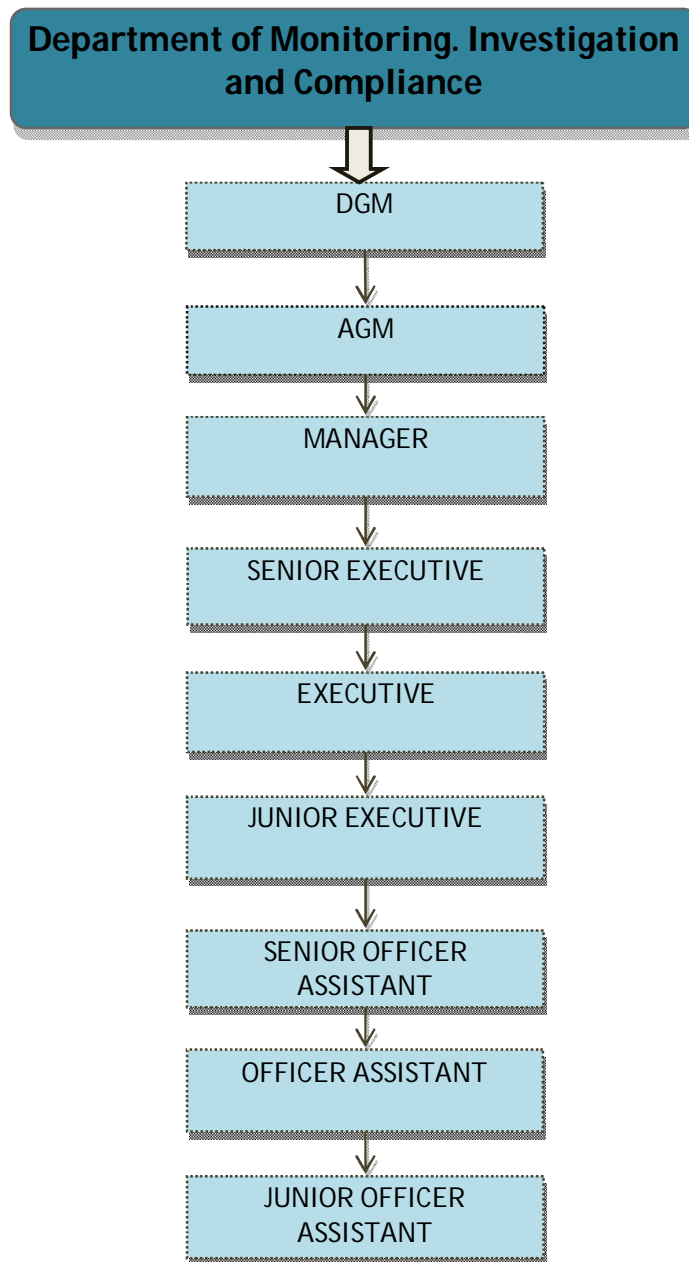 Department of Monitoring. Investigation
and Compliance
DGM
AGM
MANAGER
SENIOR EXECUTIVE
EXECUTIVE
JUNIOR EXECUTIVE
SENIOR OFFICER
ASSISTANT
OFFICER ASSISTANT
JUNIOR OFFICER
ASSISTANT